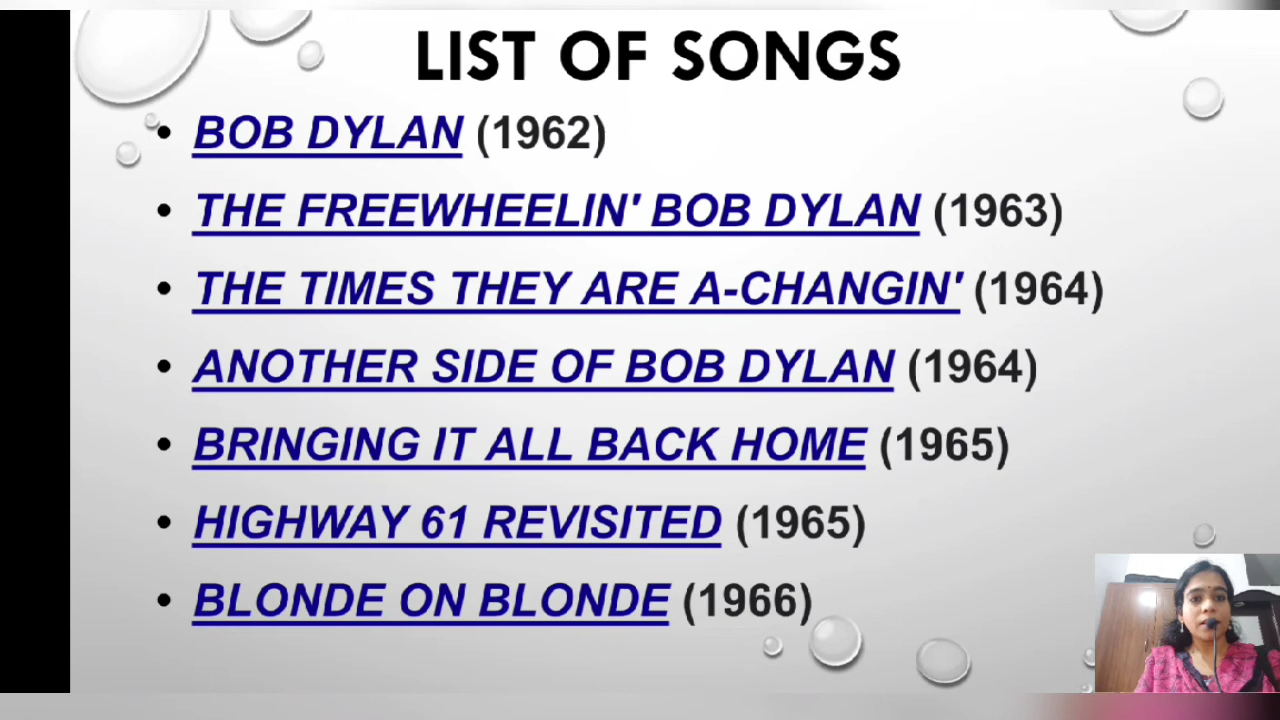 LIST OF SONGS
• BOB DYLAN (1962)
• THE FREEWHEELIN' BOB DYLAN (1963)
• THE TIMES THEY ARE A-CHANGIN' (1964)
• ANOTHER SIDE OF BOB DYLAN (1964)
• BRINGING IT ALL BACK HOME (1965)
• HIGHWAY 61 REVISITED (1965)
• BLONDE ON BLONDE (1966)